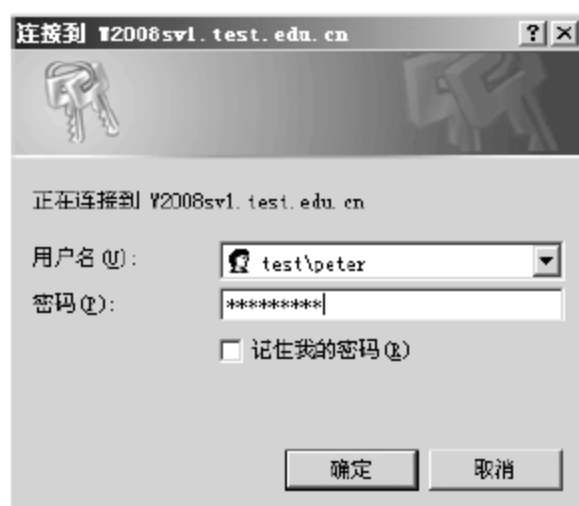 连接到 W2008sv1.test.edu.cn
正在连接到 W2008sv1.test.edu.cn
用户名(U):
test\peter
密码(P):
*********
记住我的密码(R)
确定
取消